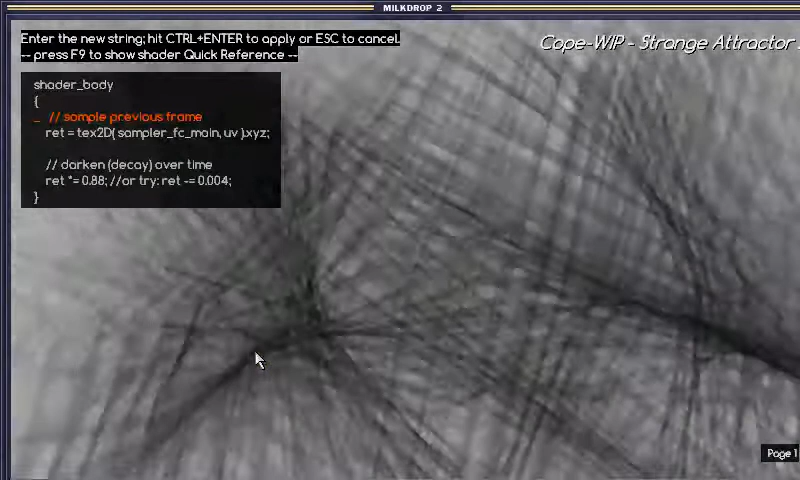 MILKDROP 2
Enter the new string; hit CTRL+ENTER to apply or ESC to cancel.
-- press F9 to show shader Quick Reference --
Cope-WIP - Strange Attractor
shader_body
{
_ // sample previous frame
ret = tex2D( sampler_fc_main, uv ).xyz;
// darken (decay) over time
ret *= 0.88; //or try: ret -= 0.004;
}
Page 1